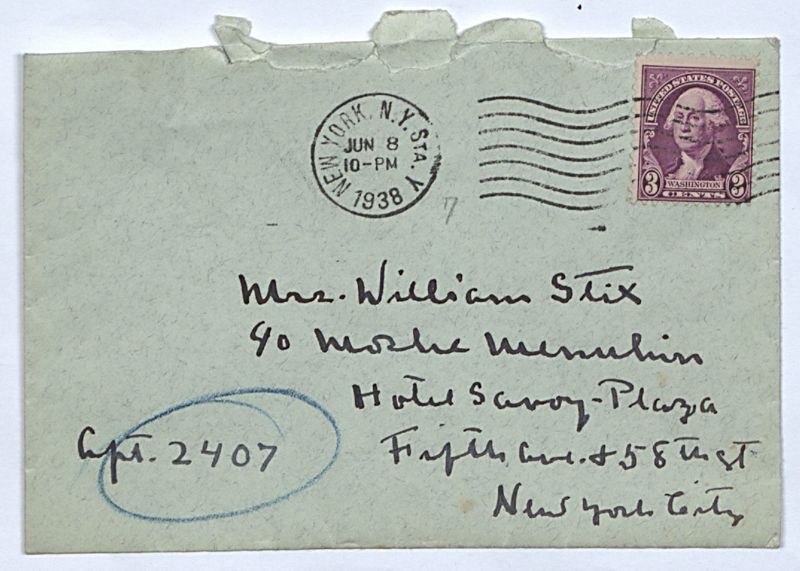 NEW YORK, N.Y. STA. Y
JUN 8
10-PM
1938
UNITED STATES POSTAGE
3 WASHINGTON 3
CENTS
7
Mrs. William Stix
c/o Moshe Menuhin
Hotel Savoy-Plaza
Apt. 2407
Fifth Ave. & 58th St
New York City